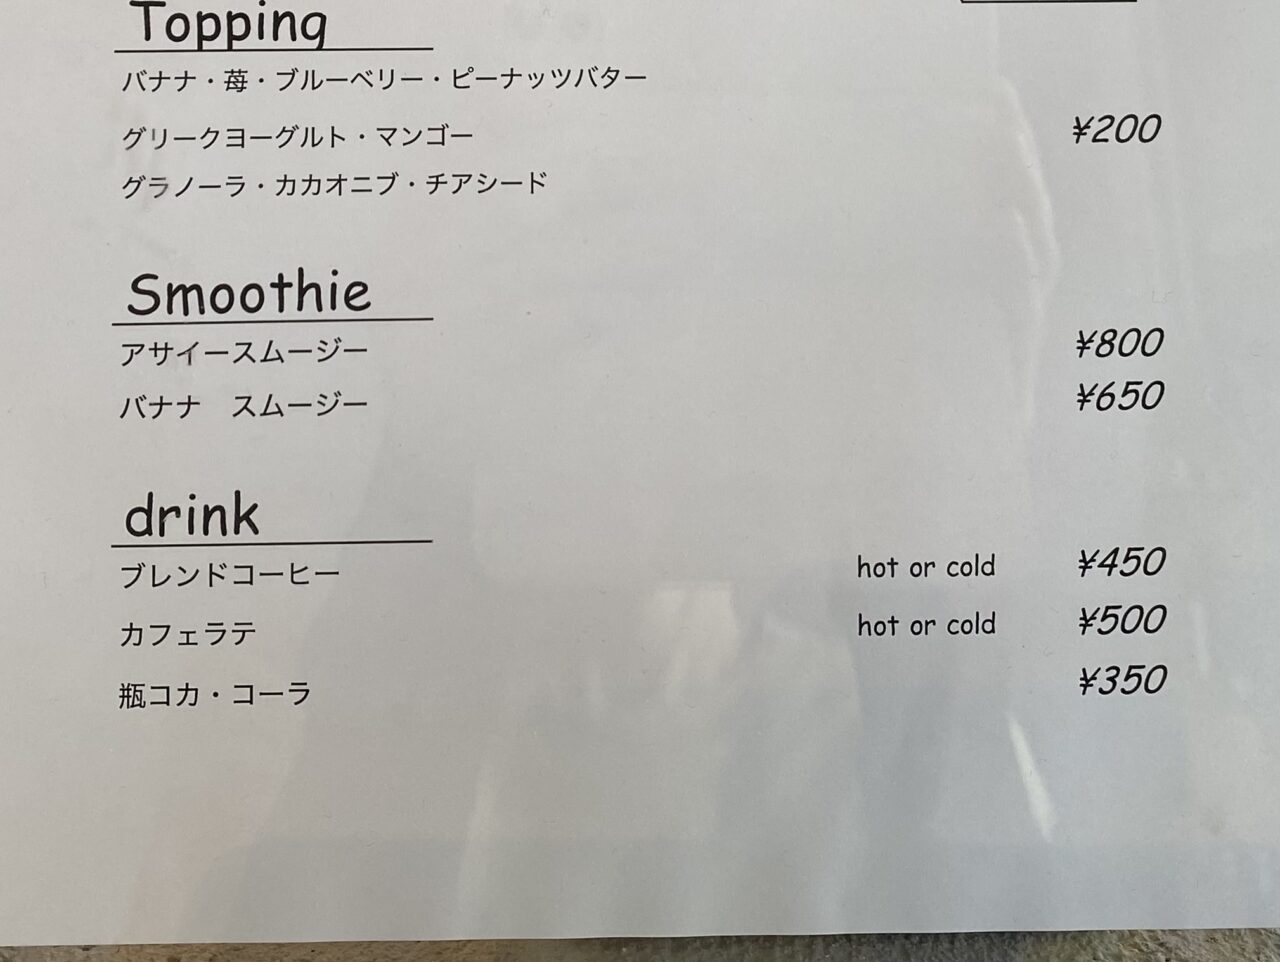 Topping
バナナ・苺・ブルーベリー・ピーナッツバター
グリークヨーグルト・マンゴー ¥200
グラノーラ・カカオニブ・チアシード
Smoothie
アサイースムージー ¥800
バナナ　スムージー ¥650
drink
ブレンドコーヒー hot or cold ¥450
カフェラテ hot or cold ¥500
瓶コカ・コーラ ¥350